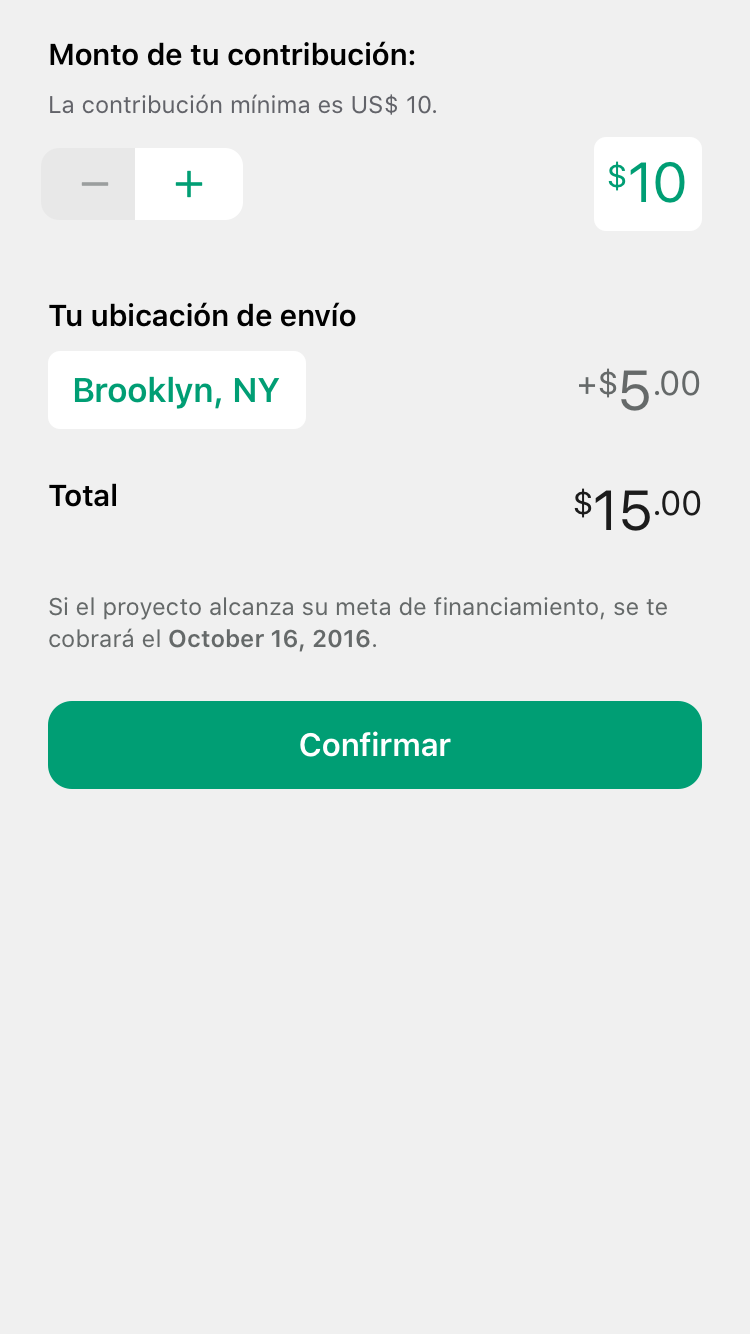 Monto de tu contribución:
La contribución mínima es US$ 10.
− +
$10
Tu ubicación de envío
Brooklyn, NY
+$5.00
Total
$15.00
Si el proyecto alcanza su meta de financiamiento, se te
cobrará el October 16, 2016.
Confirmar